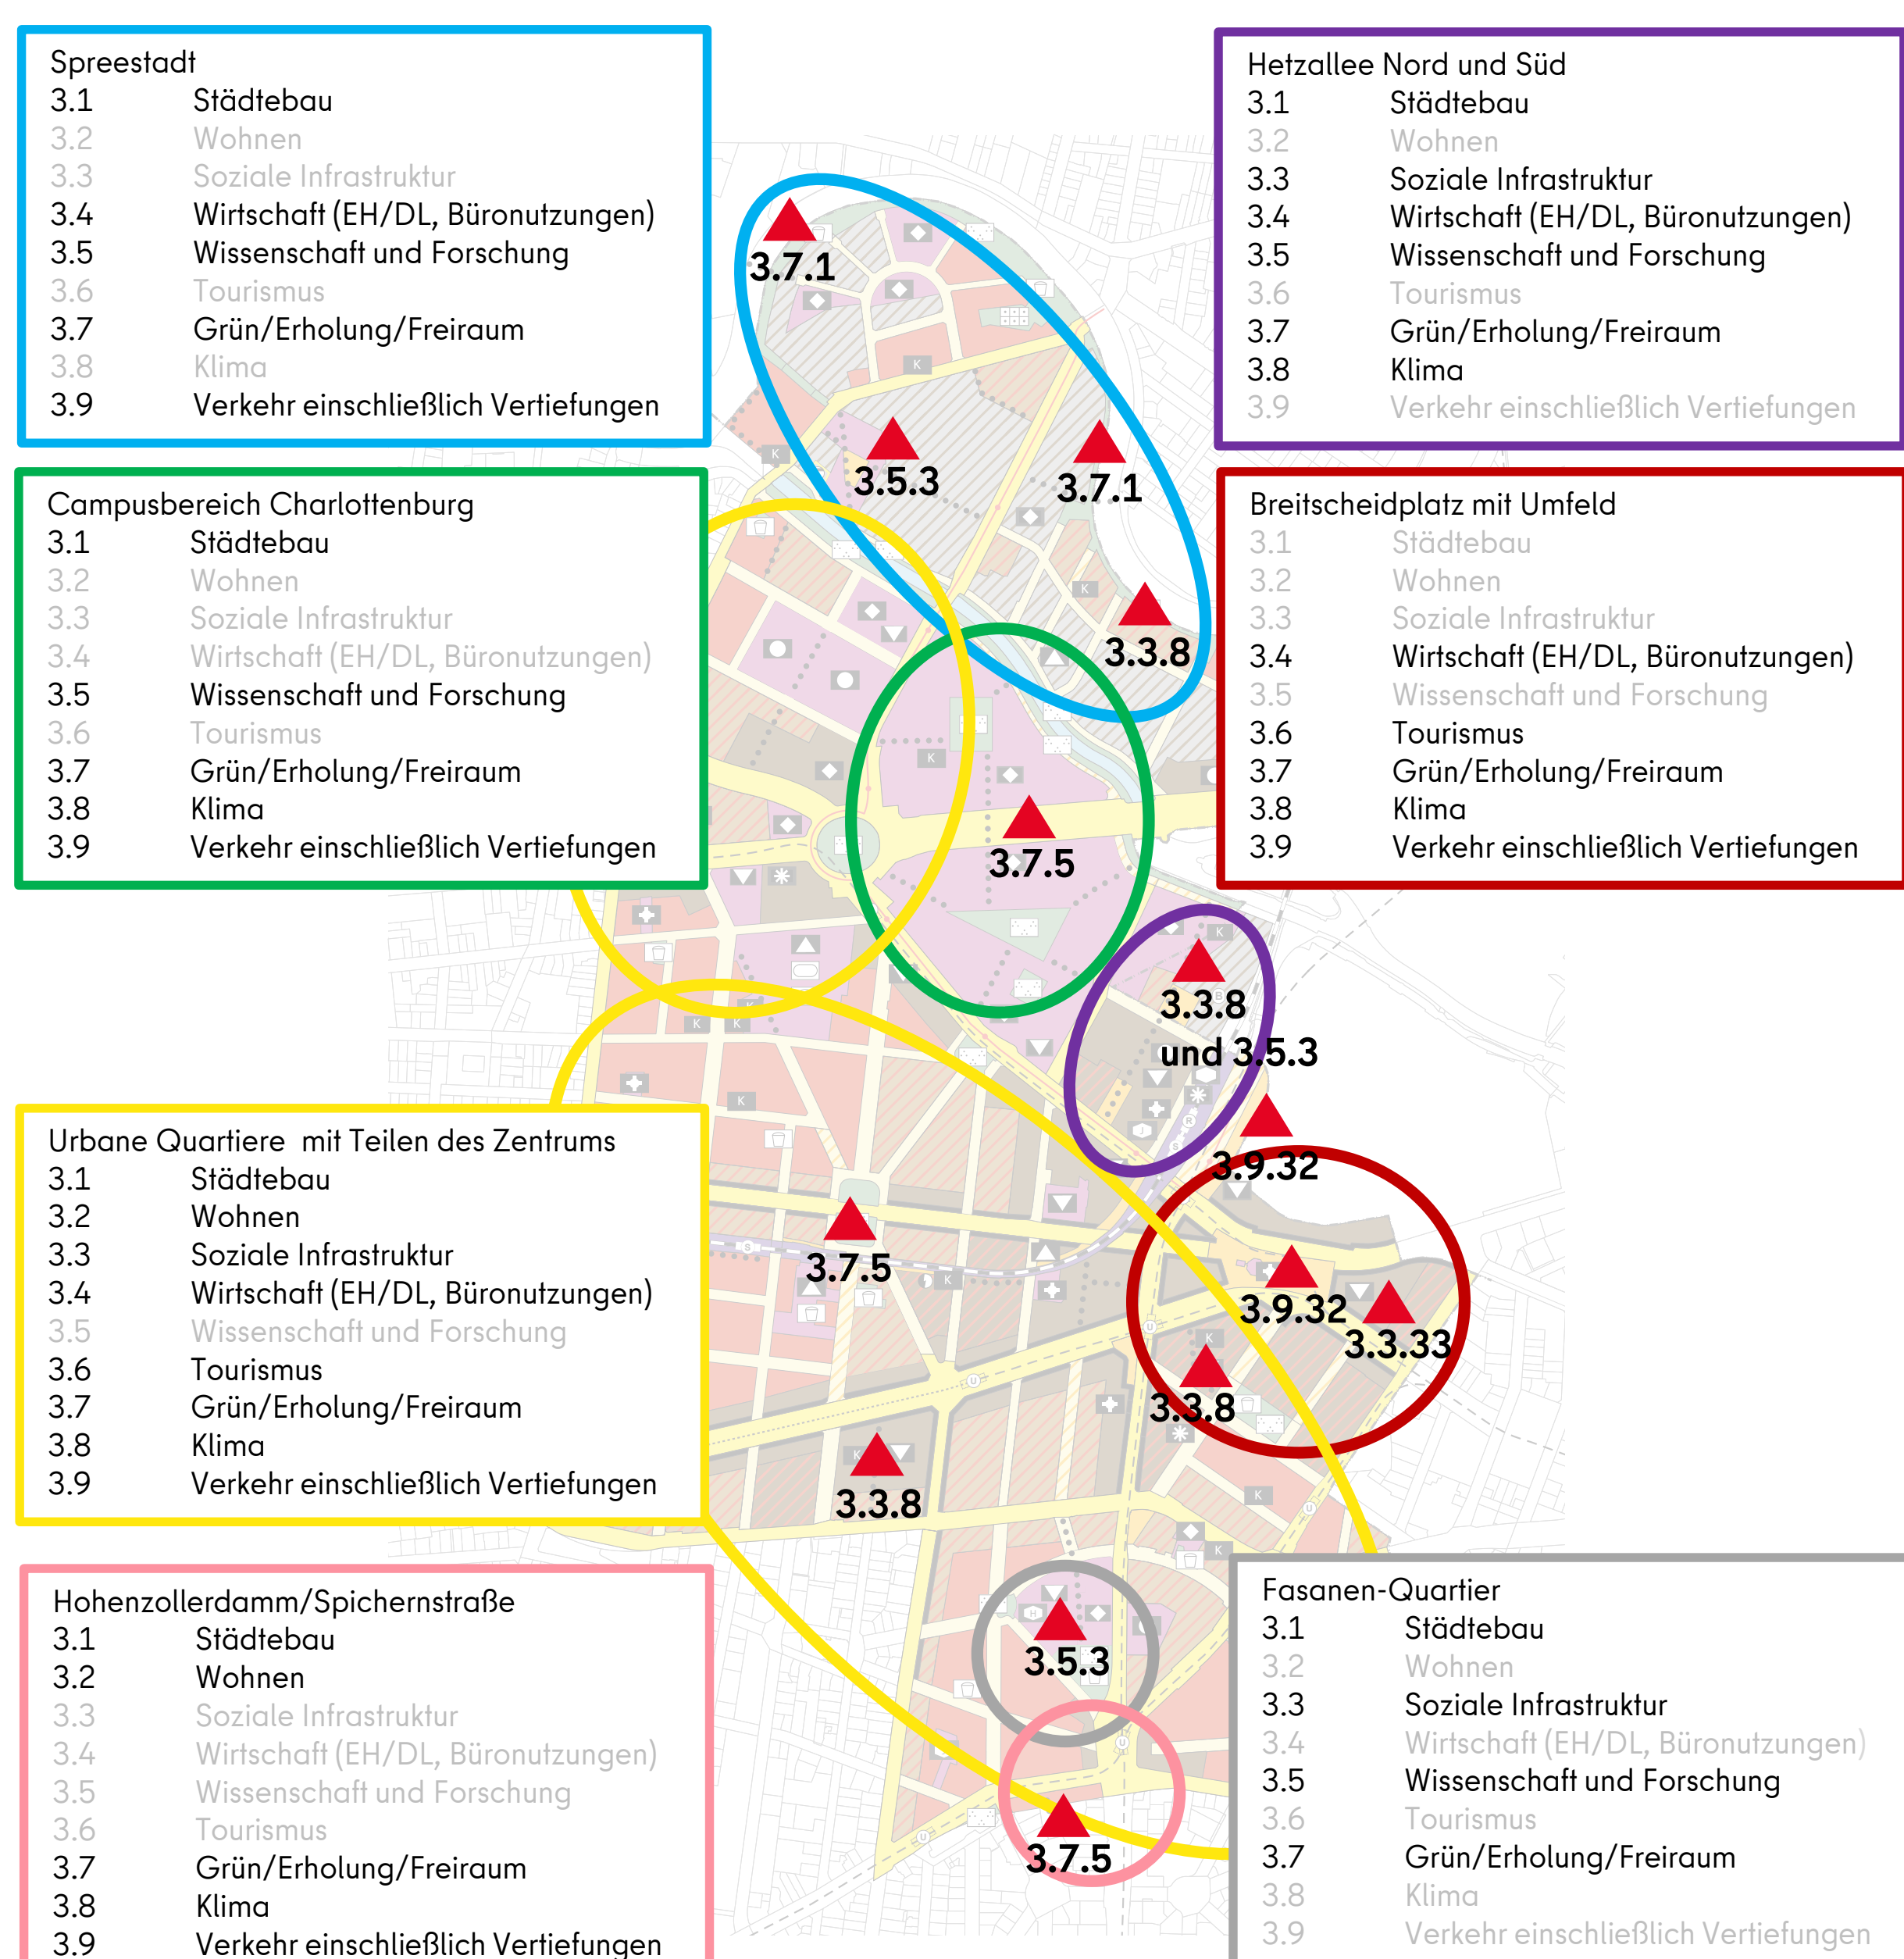 Spreestadt
3.1 Städtebau
3.2 Wohnen
3.3 Soziale Infrastruktur
3.4 Wirtschaft (EH/DL, Büronutzungen)
3.5 Wissenschaft und Forschung
3.6 Tourismus
3.7 Grün/Erholung/Freiraum
3.8 Klima
3.9 Verkehr einschließlich Vertiefungen
Hetzallee Nord und Süd
3.1 Städtebau
3.2 Wohnen
3.3 Soziale Infrastruktur
3.4 Wirtschaft (EH/DL, Büronutzungen)
3.5 Wissenschaft und Forschung
3.6 Tourismus
3.7 Grün/Erholung/Freiraum
3.8 Klima
3.9 Verkehr einschließlich Vertiefungen
Campusbereich Charlottenburg
3.1 Städtebau
3.2 Wohnen
3.3 Soziale Infrastruktur
3.4 Wirtschaft (EH/DL, Büronutzungen)
3.5 Wissenschaft und Forschung
3.6 Tourismus
3.7 Grün/Erholung/Freiraum
3.8 Klima
3.9 Verkehr einschließlich Vertiefungen
Breitscheidplatz mit Umfeld
3.1 Städtebau
3.2 Wohnen
3.3 Soziale Infrastruktur
3.4 Wirtschaft (EH/DL, Büronutzungen)
3.5 Wissenschaft und Forschung
3.6 Tourismus
3.7 Grün/Erholung/Freiraum
3.8 Klima
3.9 Verkehr einschließlich Vertiefungen
Urbane Quartiere mit Teilen des Zentrums
3.1 Städtebau
3.2 Wohnen
3.3 Soziale Infrastruktur
3.4 Wirtschaft (EH/DL, Büronutzungen)
3.5 Wissenschaft und Forschung
3.6 Tourismus
3.7 Grün/Erholung/Freiraum
3.8 Klima
3.9 Verkehr einschließlich Vertiefungen
Hohenzollerdamm/Spichernstraße
3.1 Städtebau
3.2 Wohnen
3.3 Soziale Infrastruktur
3.4 Wirtschaft (EH/DL, Büronutzungen)
3.5 Wissenschaft und Forschung
3.6 Tourismus
3.7 Grün/Erholung/Freiraum
3.8 Klima
3.9 Verkehr einschließlich Vertiefungen
Fasanen-Quartier
3.1 Städtebau
3.2 Wohnen
3.3 Soziale Infrastruktur
3.4 Wirtschaft (EH/DL, Büronutzungen)
3.5 Wissenschaft und Forschung
3.6 Tourismus
3.7 Grün/Erholung/Freiraum
3.8 Klima
3.9 Verkehr einschließlich Vertiefungen
3.7.1
3.5.3
3.7.1
3.3.8
3.7.5
3.3.8
und 3.5.3
3.9.32
3.7.5
3.9.32
3.3.33
3.3.8
3.3.8
3.5.3
3.7.5